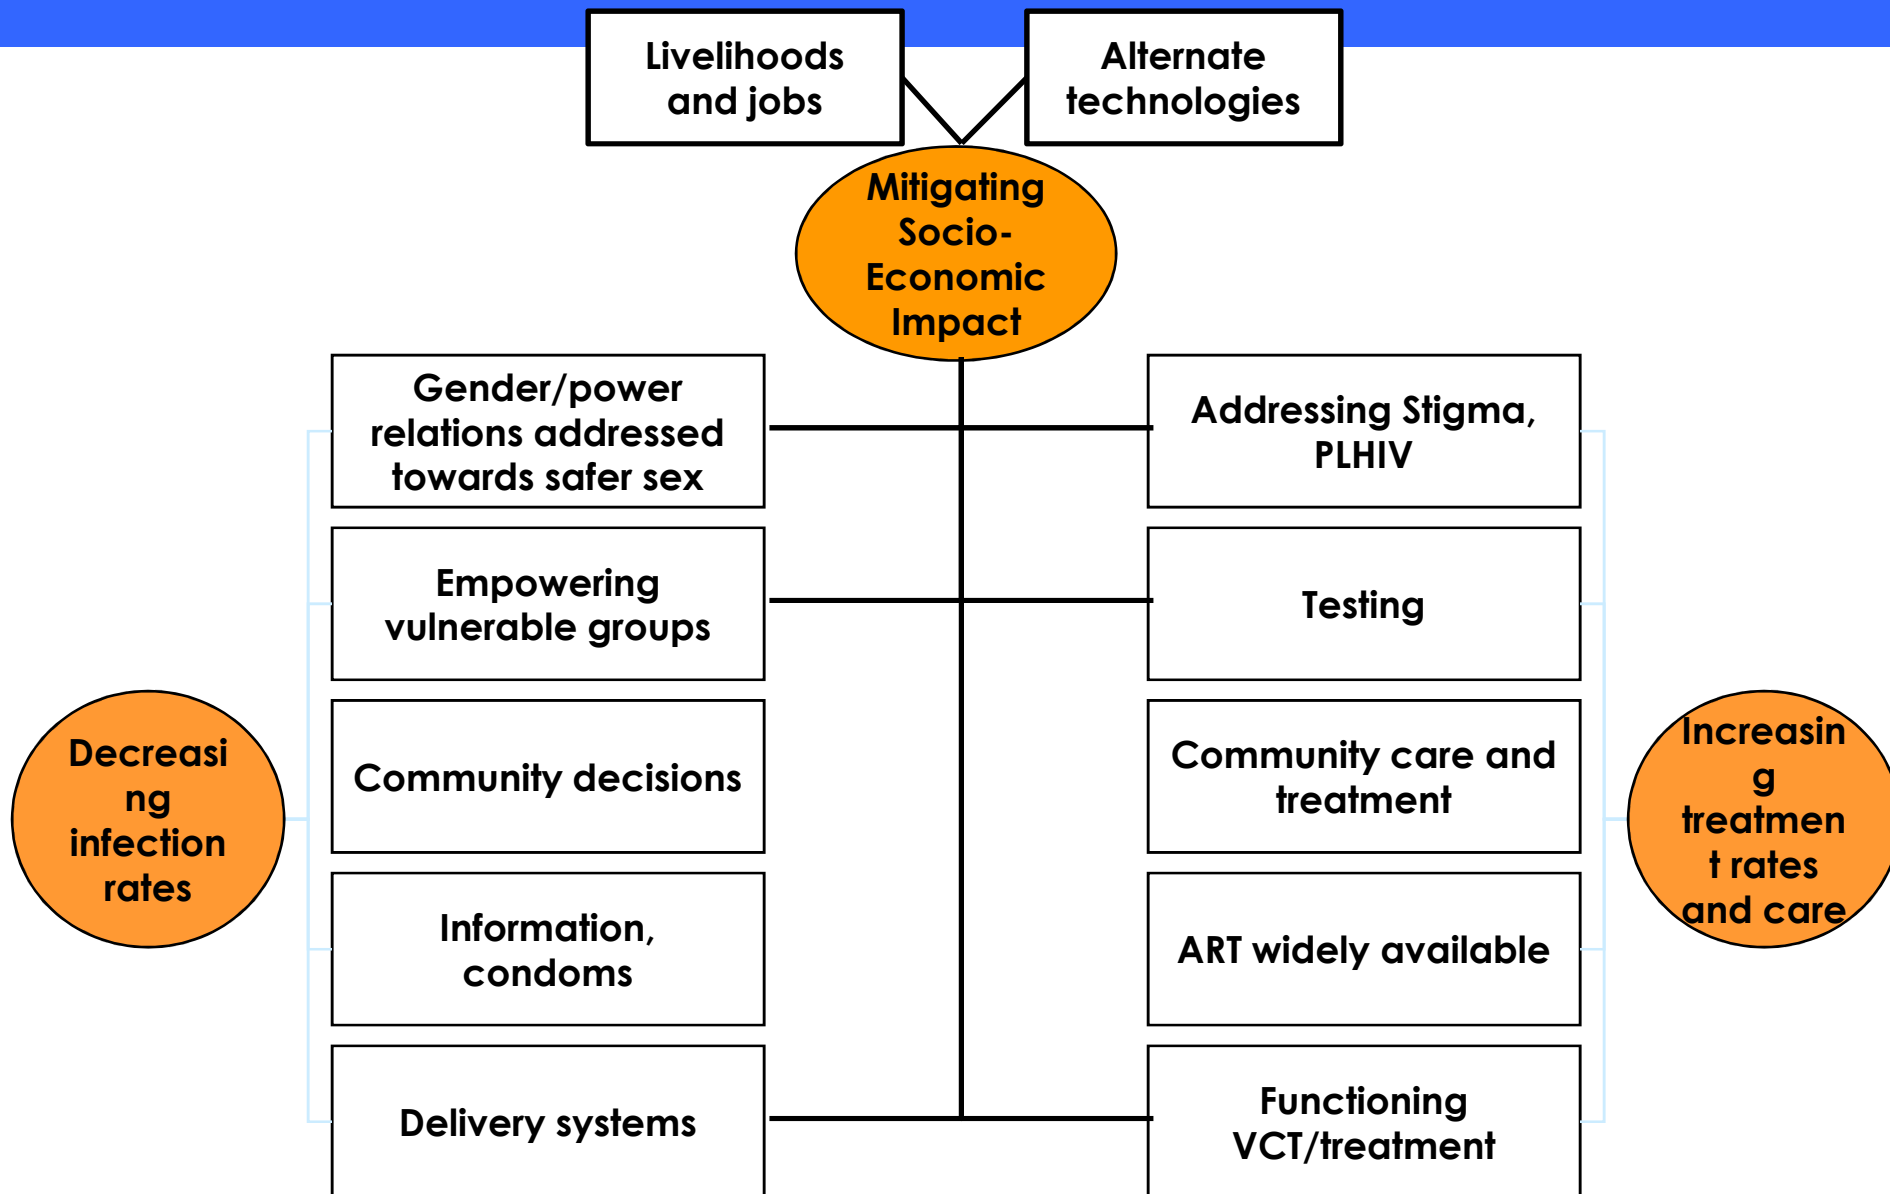 Livelihoods
and jobs
Alternate
technologies
Mitigating
Socio-
Economic
Impact
Gender/power
relations addressed
towards safer sex
Addressing Stigma,
PLHIV
Empowering
vulnerable groups
Testing
Decreasi
ng
infection
rates
Community decisions
Community care and
treatment
Increasin
g
treatmen
t rates
and care
Information,
condoms
ART widely available
Delivery systems
Functioning
VCT/treatment